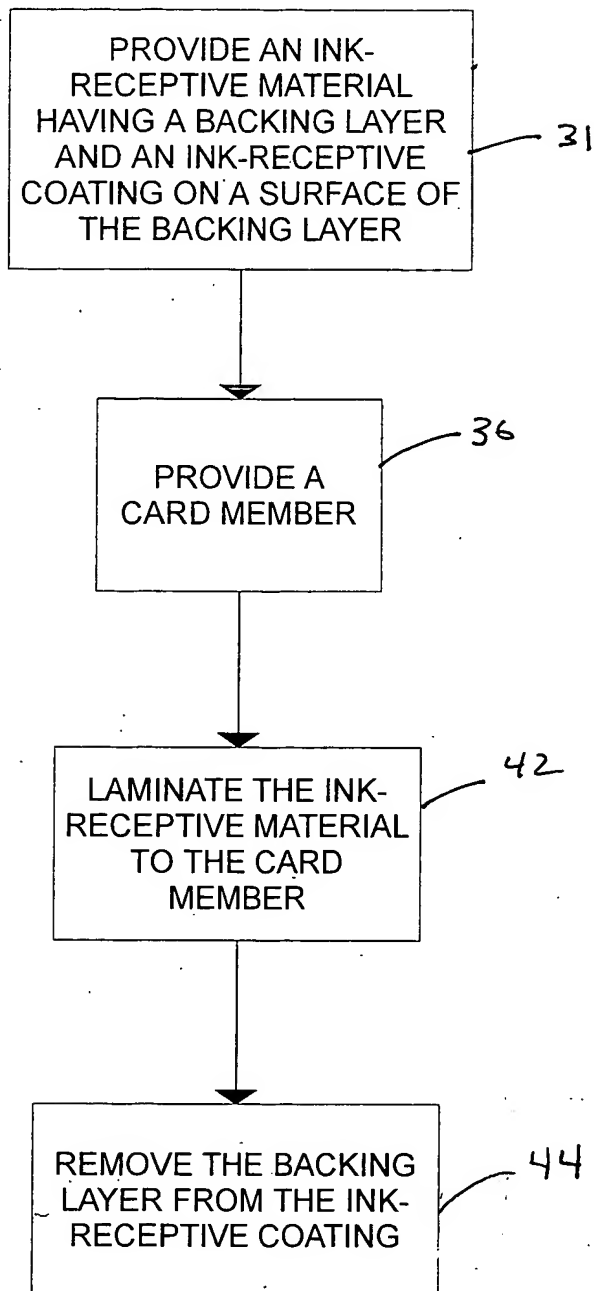 PROVIDE AN INK-
RECEPTIVE MATERIAL
HAVING A BACKING LAYER
AND AN INK-RECEPTIVE
COATING ON A SURFACE OF
THE BACKING LAYER
31
36
PROVIDE A
CARD MEMBER
42
LAMINATE THE INK-
RECEPTIVE MATERIAL
TO THE CARD
MEMBER
44
REMOVE THE BACKING
LAYER FROM THE INK-
RECEPTIVE COATING